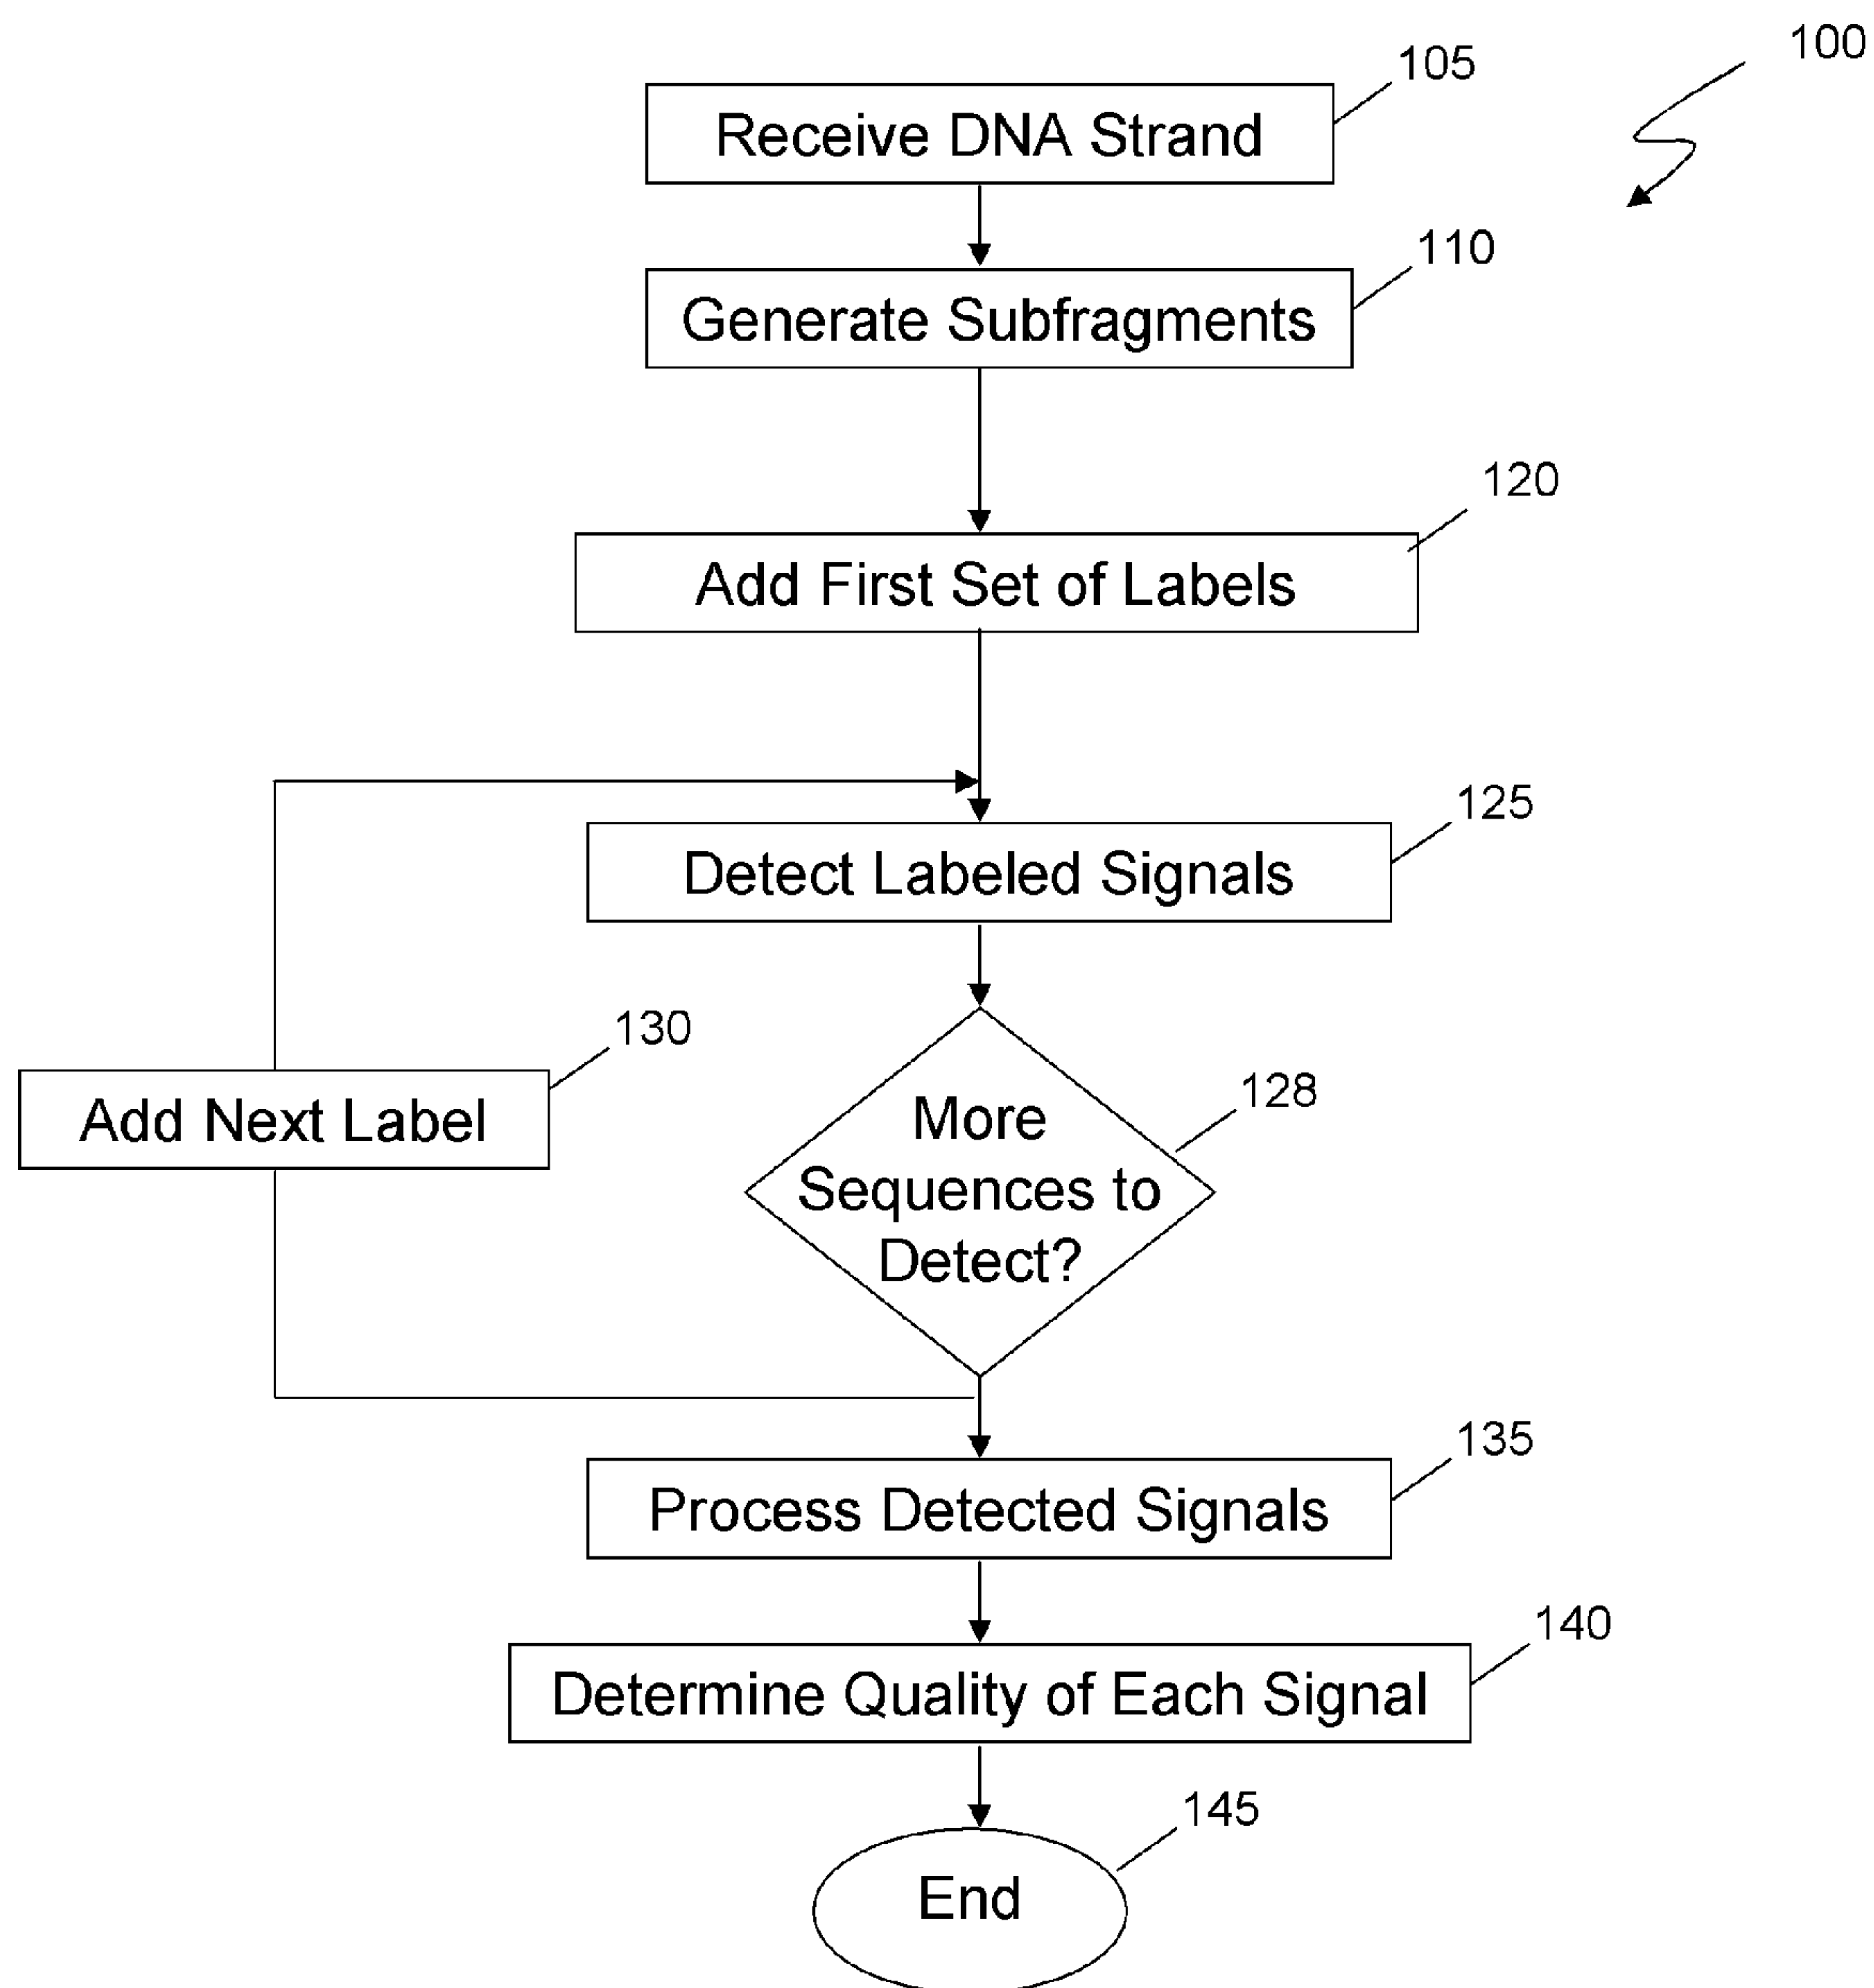 100
105
Receive DNA Strand
110
Generate Subfragments
120
Add First Set of Labels
125
Detect Labeled Signals
130
Add Next Label
128
More
Sequences to
Detect?
135
Process Detected Signals
140
Determine Quality of Each Signal
145
End